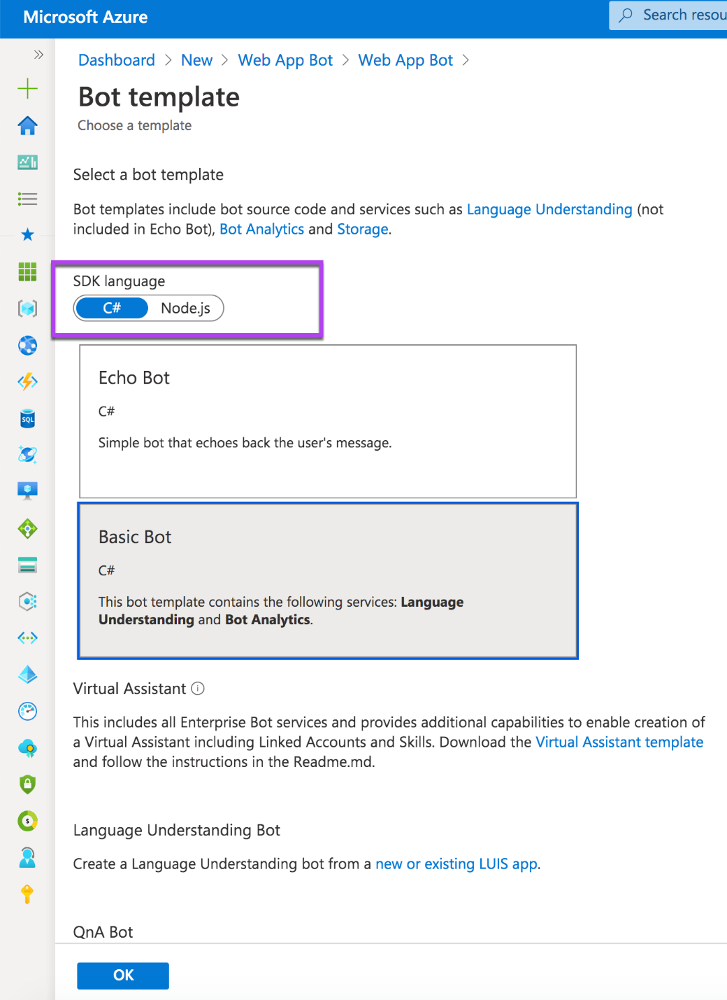 Microsoft Azure
Search resou
Dashboard > New > Web App Bot > Web App Bot >
Bot template
Choose a template
Select a bot template
Bot templates include bot source code and services such as Language Understanding (not
included in Echo Bot), Bot Analytics and Storage.
SDK language
C# Node.js
Echo Bot
C#
Simple bot that echoes back the user's message.
Basic Bot
C#
This bot template contains the following services: Language
Understanding and Bot Analytics.
Virtual Assistant
This includes all Enterprise Bot services and provides additional capabilities to enable creation of
a Virtual Assistant including Linked Accounts and Skills. Download the Virtual Assistant template
and follow the instructions in the Readme.md.
Language Understanding Bot
Create a Language Understanding bot from a new or existing LUIS app.
QnA Bot
OK
SQL